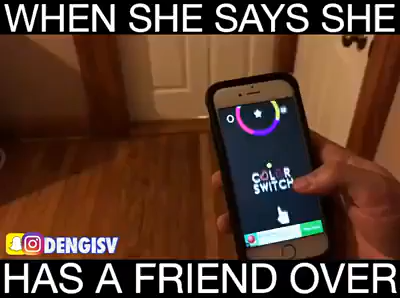 WHEN SHE SAYS SHE
COLOR
SWITCH
DENGISV
HAS A FRIEND OVER